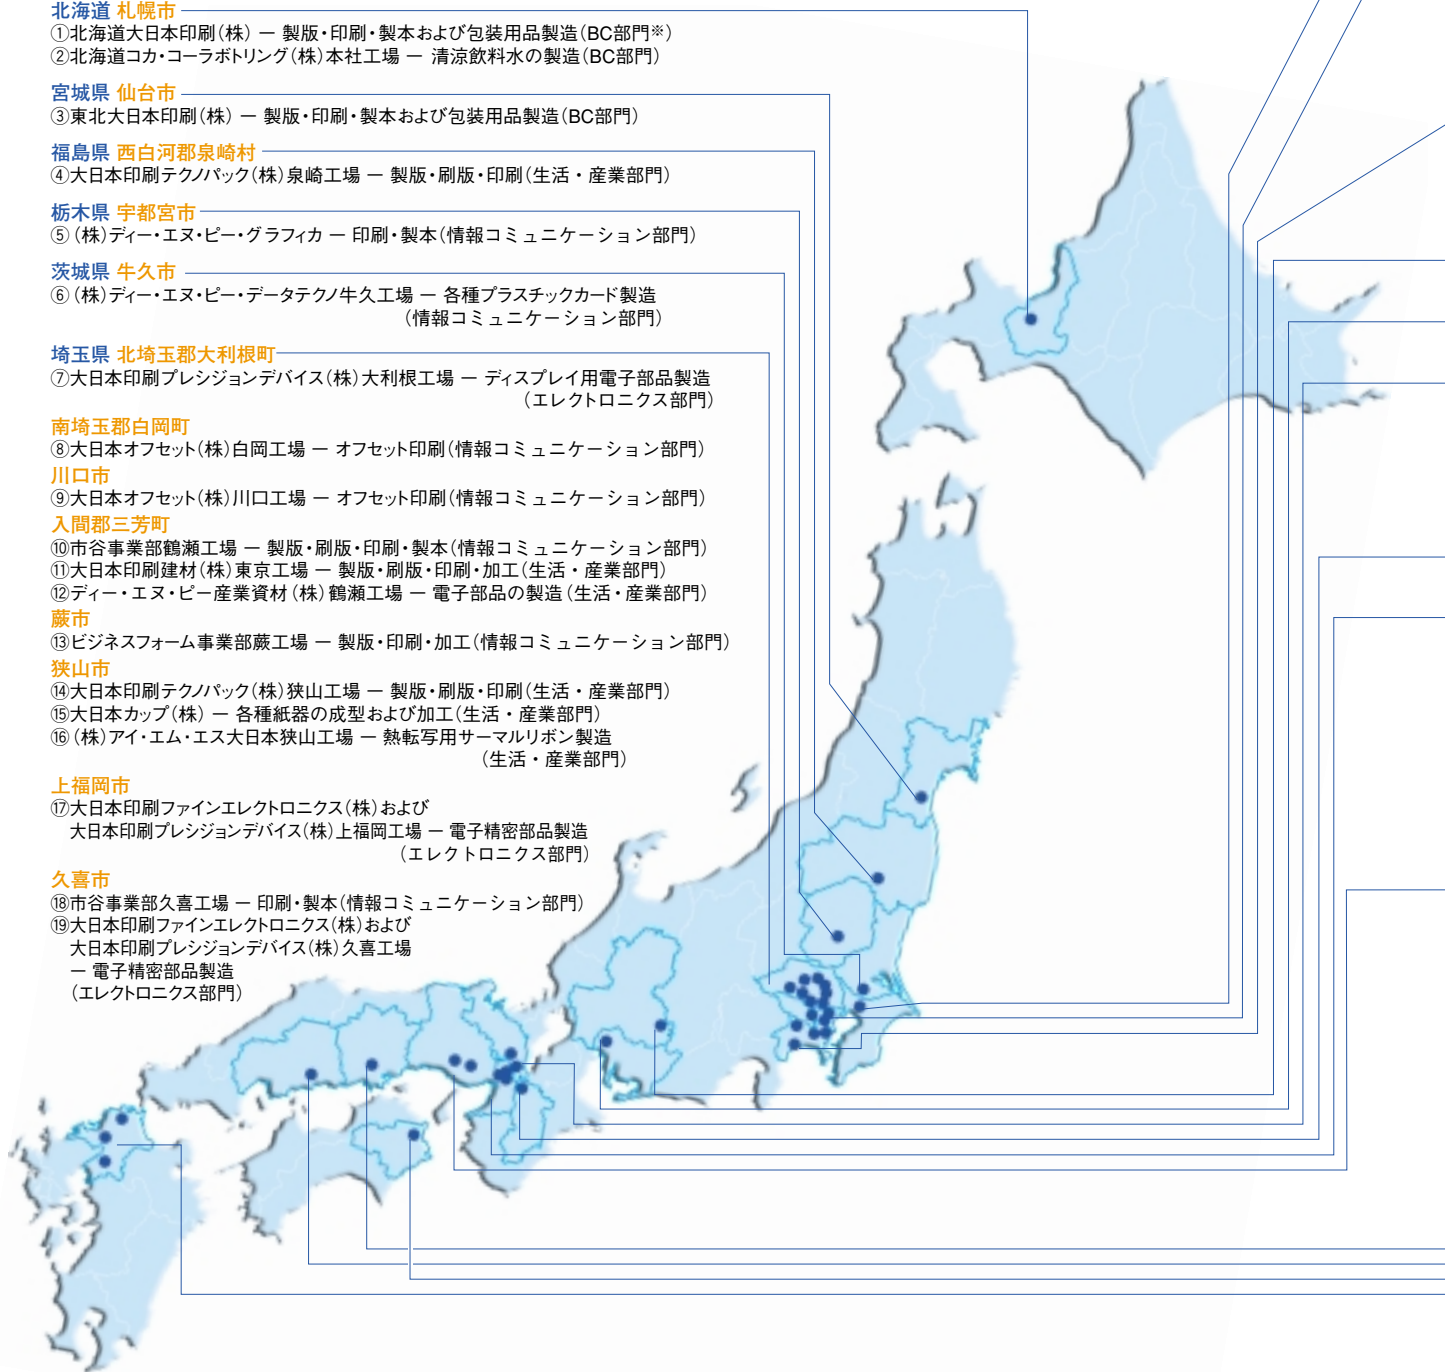 北海道 札幌市
①北海道大日本印刷(株) ― 製版・印刷・製本および包装用品製造(BC部門※)
②北海道コカ・コーラボトリング(株)本社工場 ― 清涼飲料水の製造(BC部門)
宮城県 仙台市
③東北大日本印刷(株) ― 製版・印刷・製本および包装用品製造(BC部門)
福島県 西白河郡泉崎村
④大日本印刷テクノパック(株)泉崎工場 ― 製版・刷版・印刷(生活・産業部門)
栃木県 宇都宮市
⑤(株)ディー・エヌ・ピー・グラフィカ ― 印刷・製本(情報コミュニケーション部門)
茨城県 牛久市
⑥(株)ディー・エヌ・ピー・データテクノ牛久工場 ― 各種プラスチックカード製造
(情報コミュニケーション部門)
埼玉県 北埼玉郡大利根町
⑦大日本印刷プレシジョンデバイス(株)大利根工場 ― ディスプレイ用電子部品製造
(エレクトロニクス部門)
南埼玉郡白岡町
⑧大日本オフセット(株)白岡工場 ― オフセット印刷(情報コミュニケーション部門)
川口市
⑨大日本オフセット(株)川口工場 ― オフセット印刷(情報コミュニケーション部門)
入間郡三芳町
⑩市谷事業部鶴瀬工場 ― 製版・刷版・印刷・製本(情報コミュニケーション部門)
⑪大日本印刷建材(株)東京工場 ― 製版・刷版・印刷・加工(生活・産業部門)
⑫ディー・エヌ・ピー産業資材(株)鶴瀬工場 ― 電子部品の製造(生活・産業部門)
蕨市
⑬ビジネスフォーム事業部蕨工場 ― 製版・印刷・加工(情報コミュニケーション部門)
狭山市
⑭大日本印刷テクノパック(株)狭山工場 ― 製版・刷版・印刷(生活・産業部門)
⑮大日本カップ(株) ― 各種紙器の成型および加工(生活・産業部門)
⑯(株)アイ・エム・エス大日本狭山工場 ― 熱転写用サーマルリボン製造
(生活・産業部門)
上福岡市
⑰大日本印刷ファインエレクトロニクス(株)および
大日本印刷プレシジョンデバイス(株)上福岡工場 ― 電子精密部品製造
(エレクトロニクス部門)
久喜市
⑱市谷事業部久喜工場 ― 印刷・製本(情報コミュニケーション部門)
⑲大日本印刷ファインエレクトロニクス(株)および
大日本印刷プレシジョンデバイス(株)久喜工場
― 電子精密部品製造
(エレクトロニクス部門)